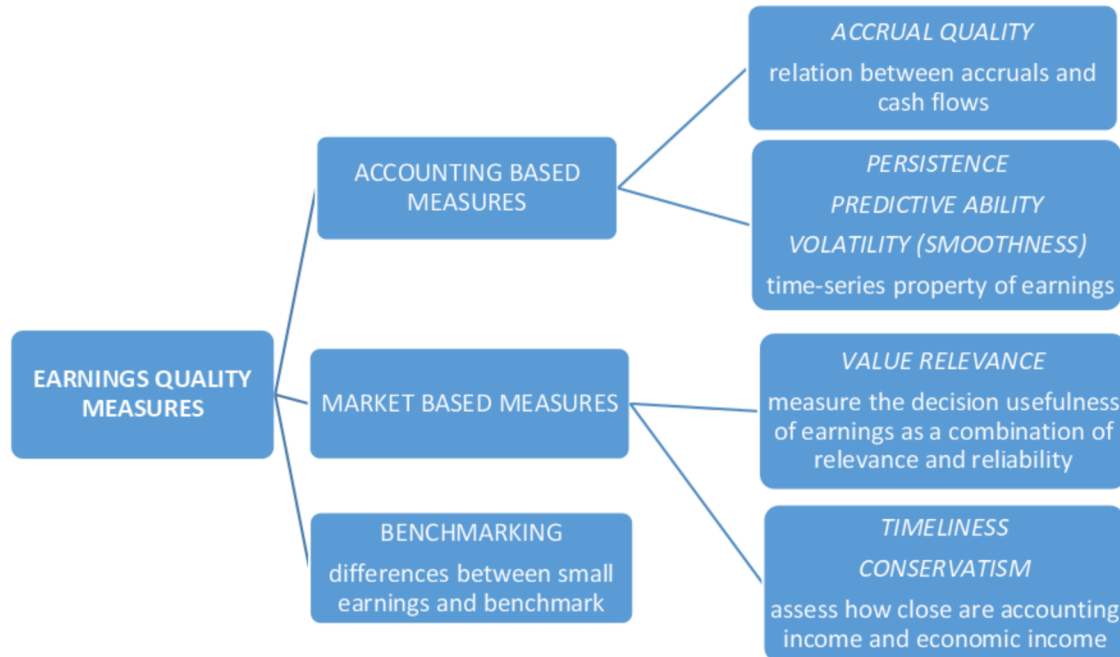 EARNINGS QUALITY
MEASURES
ACCOUNTING BASED
MEASURES
ACCRUAL QUALITY
relation between accruals and
cash flows
PERSISTENCE
PREDICTIVE ABILITY
VOLATILITY (SMOOTHNESS)
time-series property of earnings
MARKET BASED MEASURES
VALUE RELEVANCE
measure the decision usefulness
of earnings as a combination of
relevance and reliability
TIMELINESS
CONSERVATISM
assess how close are accounting
income and economic income
BENCHMARKING
differences between small
earnings and benchmark